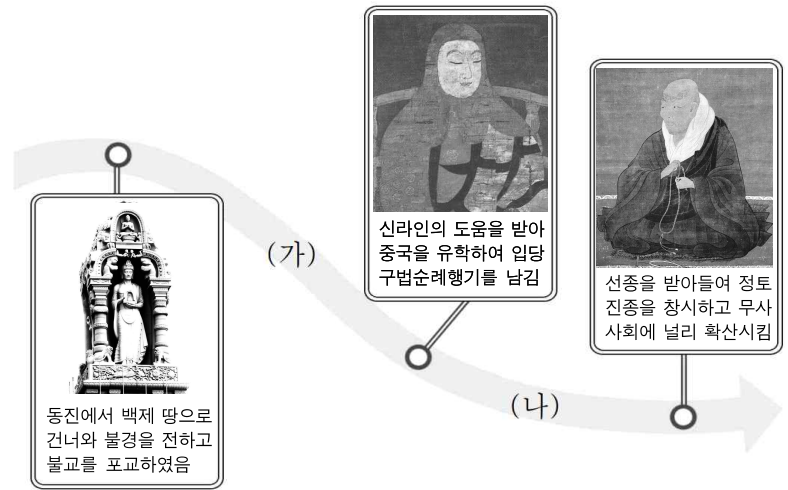 동진에서 백제 땅으로
건너와 불경을 전하고
불교를 포교하였음
(가)
신라인의 도움을 받아
중국을 유학하여 입당
구법순례행기를 남김
(나)
선종을 받아들여 정토
진종을 창시하고 무사
사회에 널리 확산시킴